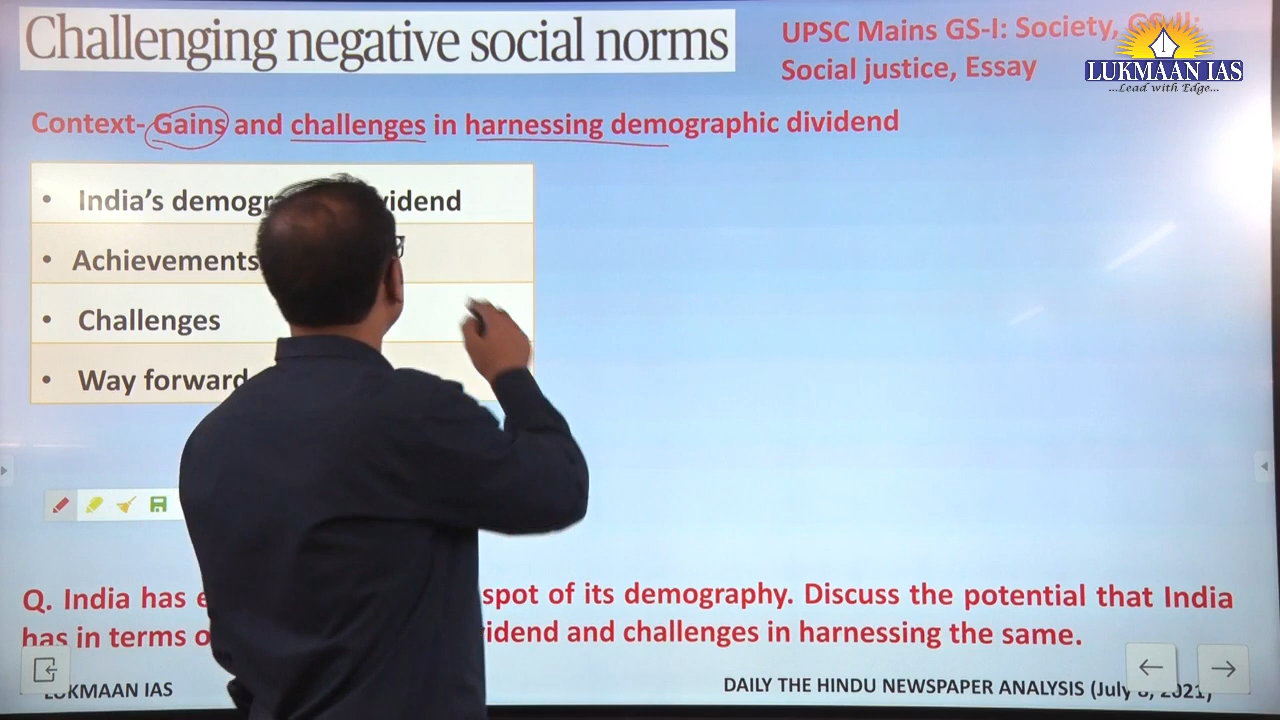 Challenging negative social norms
UPSC Mains GS-I: Society, GS-II:
Social justice, Essay
LUKMAAN IAS
...Lead with Edge...
Context- Gains and challenges in harnessing demographic dividend
• India's
• Achievements
• Challenges
• Way forward
Q. India has spot of its demography. Discuss the potential that India
has in terms and challenges in harnessing the same.
LUKMAAN IAS
DAILY THE HINDU NEWSPAPER ANALYSIS (July 2021)